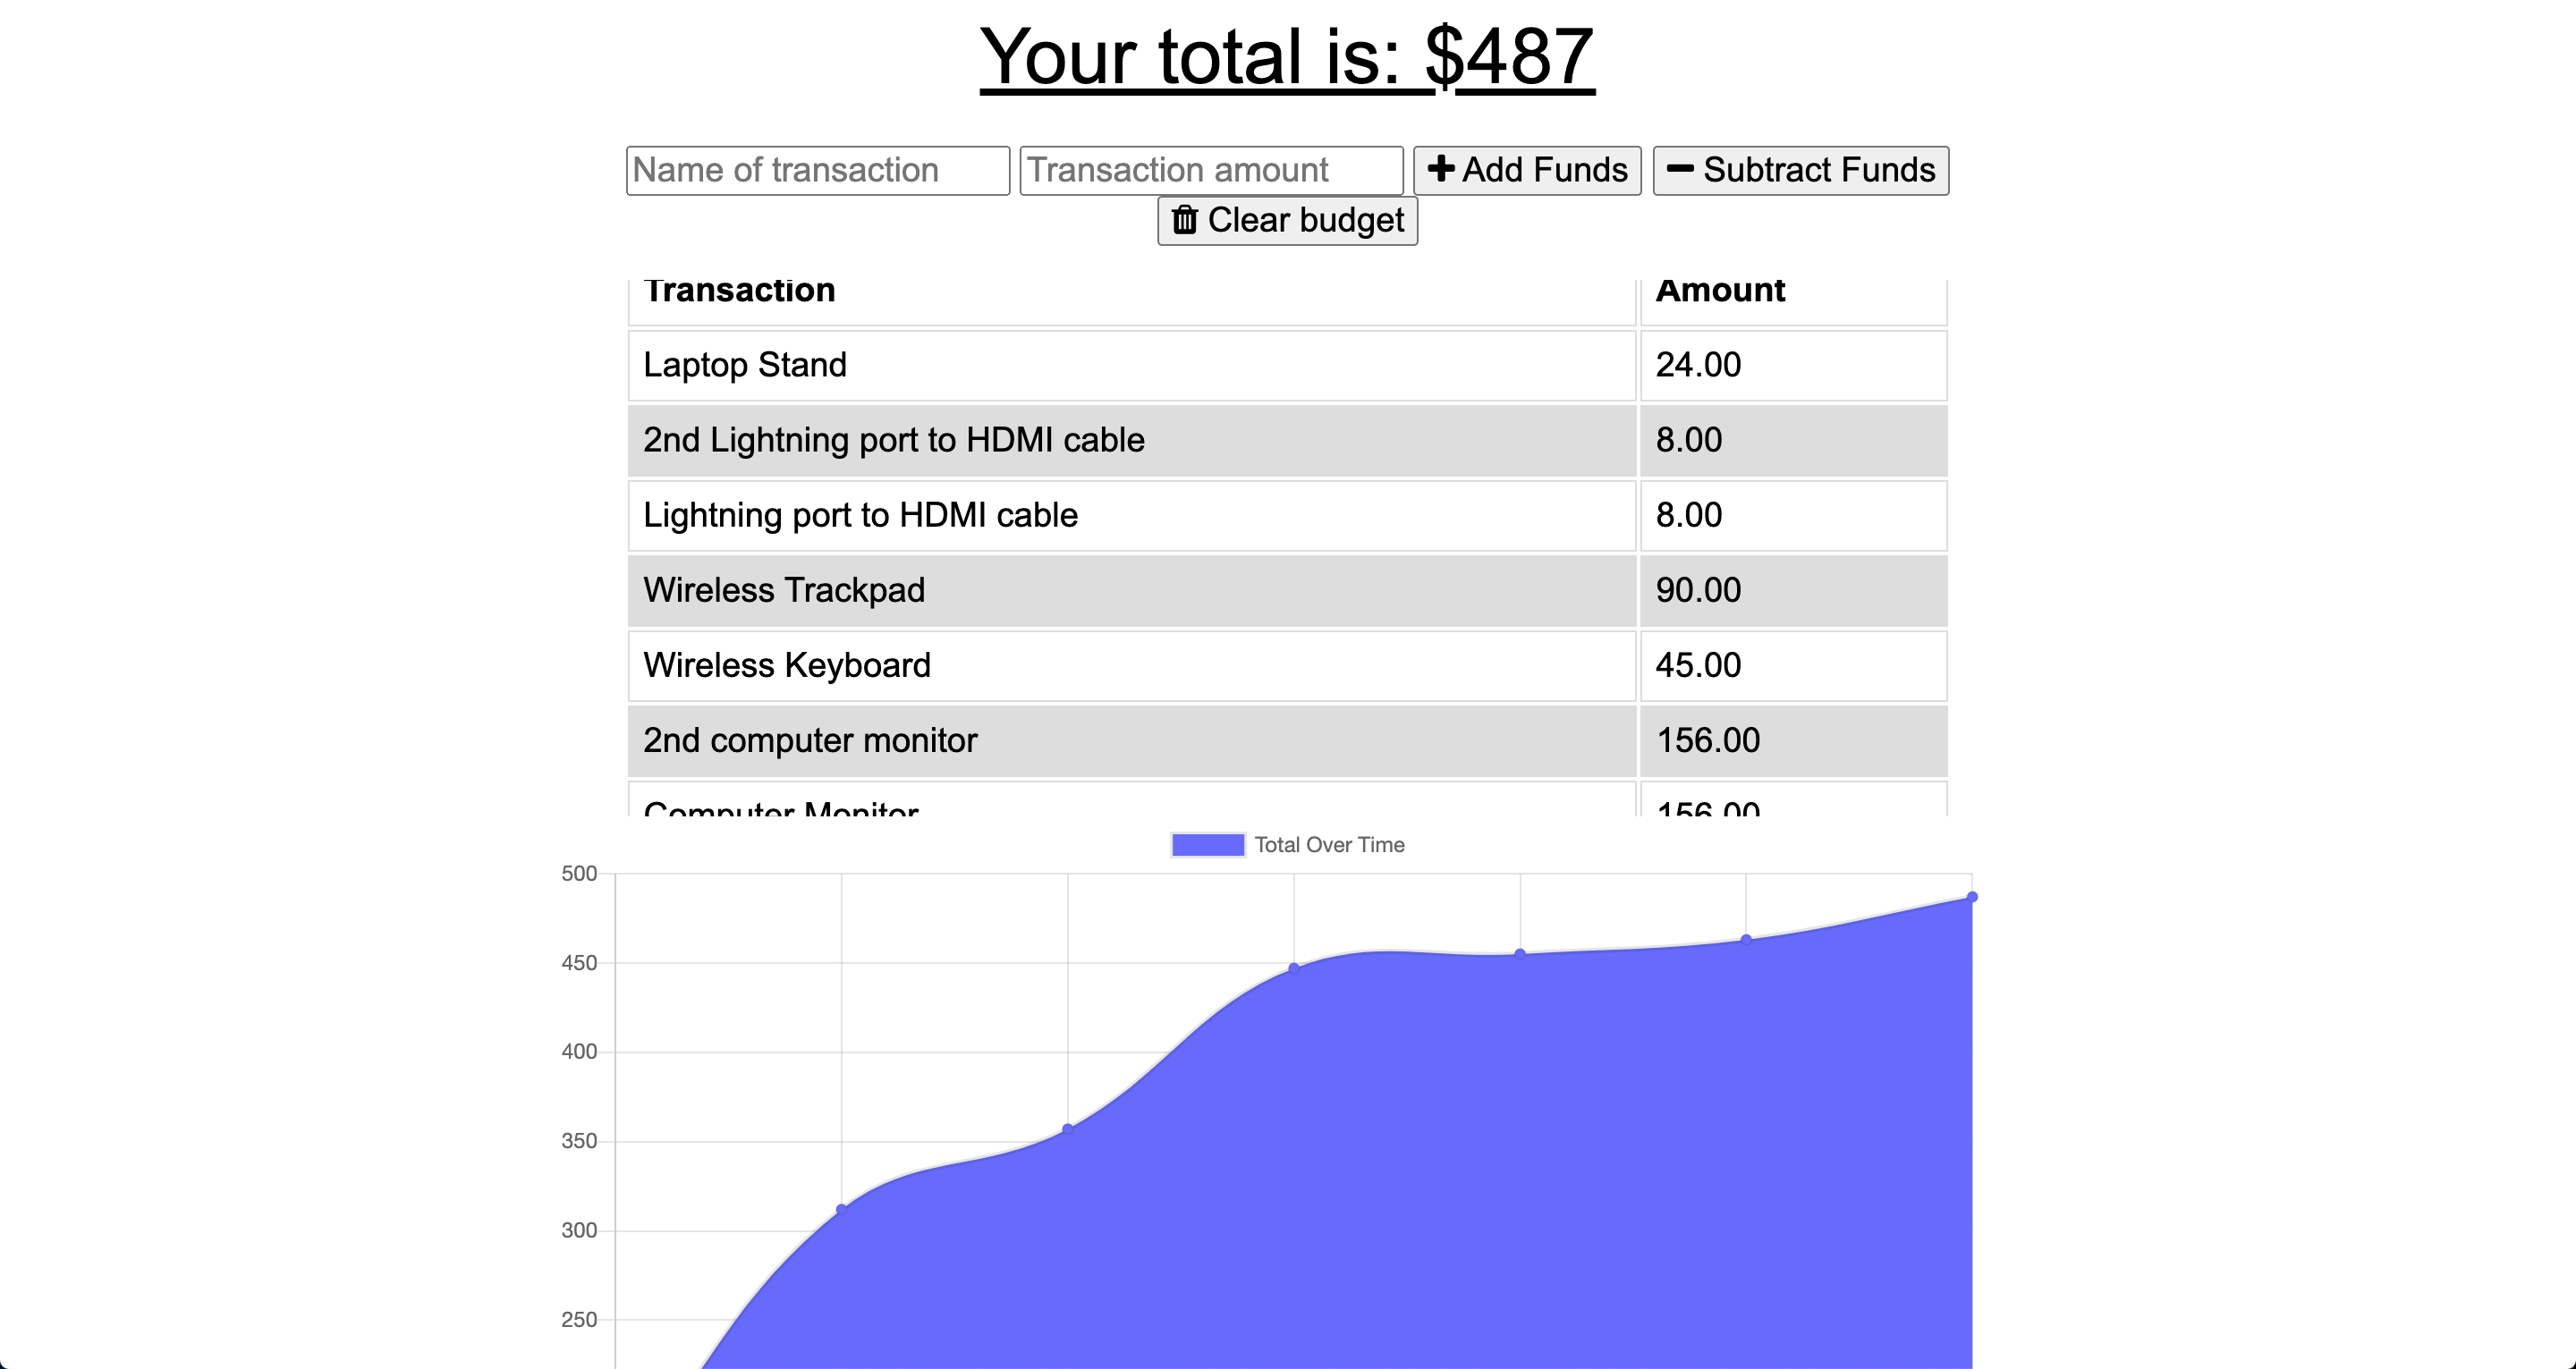 Your total is: $487
Name of transaction Transaction amount Add Funds Subtract Funds
Clear budget
Transaction Amount
Laptop Stand 24.00
2nd Lightning port to HDMI cable 8.00
Lightning port to HDMI cable 8.00
Wireless Trackpad 90.00
Wireless Keyboard 45.00
2nd computer monitor 156.00
Computer Monitor 156.00
Total Over Time
500
450
400
350
300
250